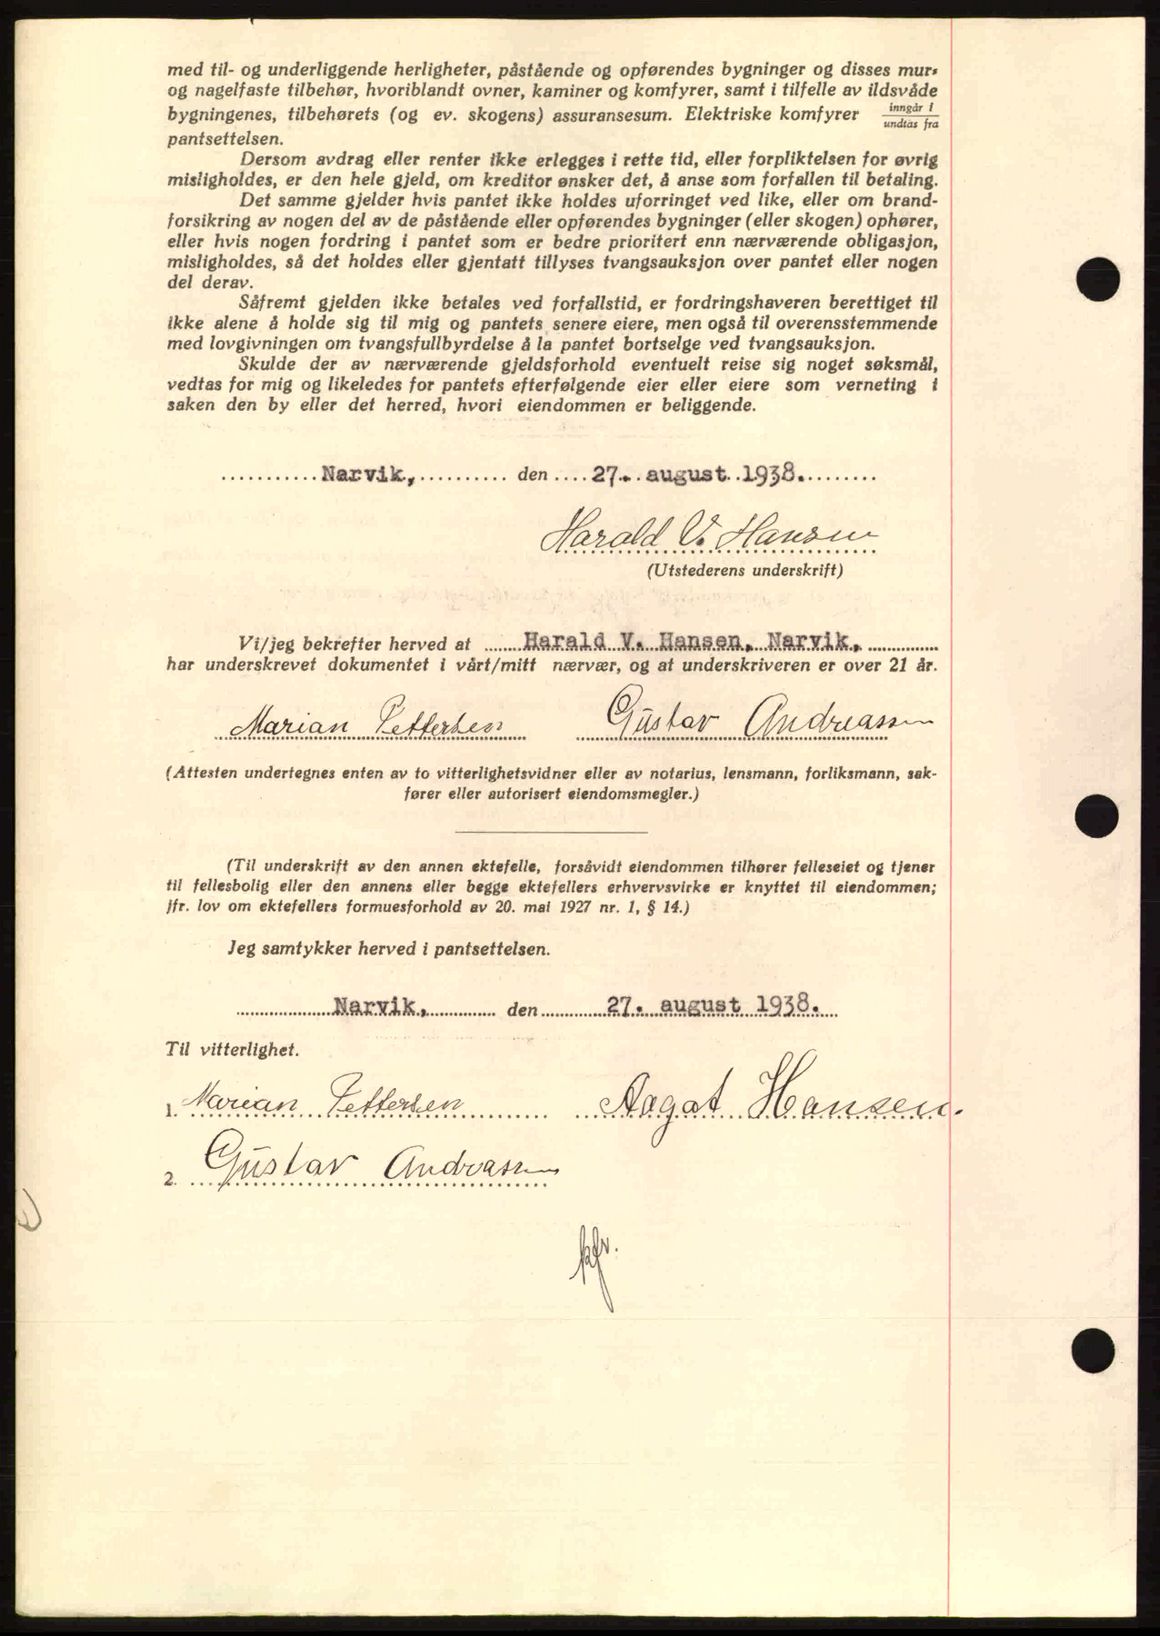 med til- og underliggende herligheter, påstående og opførendes bygninger og disses mur-
og nagelfaste tilbehør, hvoriblandt ovner, kaminer og komfyrer, samt i tilfelle av ildsvåde
bygningenes, tilbehørets (og ev. skogens) assuransesum. Elektriske komfyrer inngår i / undtas fra
pantsettelsen.
Dersom avdrag eller renter ikke erlegges i rette tid, eller forpliktelsen for øvrig
misligholdes, er den hele gjeld, om kreditor ønsker det, å anse som forfallen til betaling.
Det samme gjelder hvis pantet ikke holdes uforringet ved like, eller om brand-
forsikring av nogen del av de påstående eller opførendes bygninger (eller skogen) ophører,
eller hvis nogen fordring i pantet som er bedre prioritert enn nærværende obligasjon,
misligholdes, så det holdes eller gjentatt tillyses tvangsauksjon over pantet eller nogen
del derav.
Såfremt gjelden ikke betales ved forfallstid, er fordringshaveren berettiget til
ikke alene å holde sig til mig og pantets senere eiere, men også til overensstemmende
med lovgivningen om tvangsfullbyrdelse å la pantet bortselge ved tvangsauksjon.
Skulde der av nærværende gjeldsforhold eventuelt reise sig noget søksmål,
vedtas for mig og likeledes for pantets efterfølgende eier eller eiere som verneting i
saken den by eller det herred, hvori eiendommen er beliggende.
Narvik, den 27. august 1938.
Harald V. Hansen
(Utstederens underskrift)
Vi/jeg bekrefter herved at Harald V. Hansen, Narvik,
har underskrevet dokumentet i vårt/mitt nærvær, og at underskriveren er over 21 år.
Marian Pettersen Gustav Andreassen
(Attesten undertegnes enten av to vitterlighetsvidner eller av notarius, lensmann, forliksmann, sak-
fører eller autorisert eiendomsmegler.)
(Til underskrift av den annen ektefelle, forsåvidt eiendommen tilhører felleseiet og tjener
til fellesbolig eller den annens eller begge ektefellers erhvervsvirke er knyttet til eiendommen;
jfr. lov om ektefellers formuesforhold av 20. mai 1927 nr. 1, § 14.)
Jeg samtykker herved i pantsettelsen.
Narvik, den 27. august 1938.
Til vitterlighet.
1. Marian Pettersen Aagot Hansen.
2. Gustav Andreassen